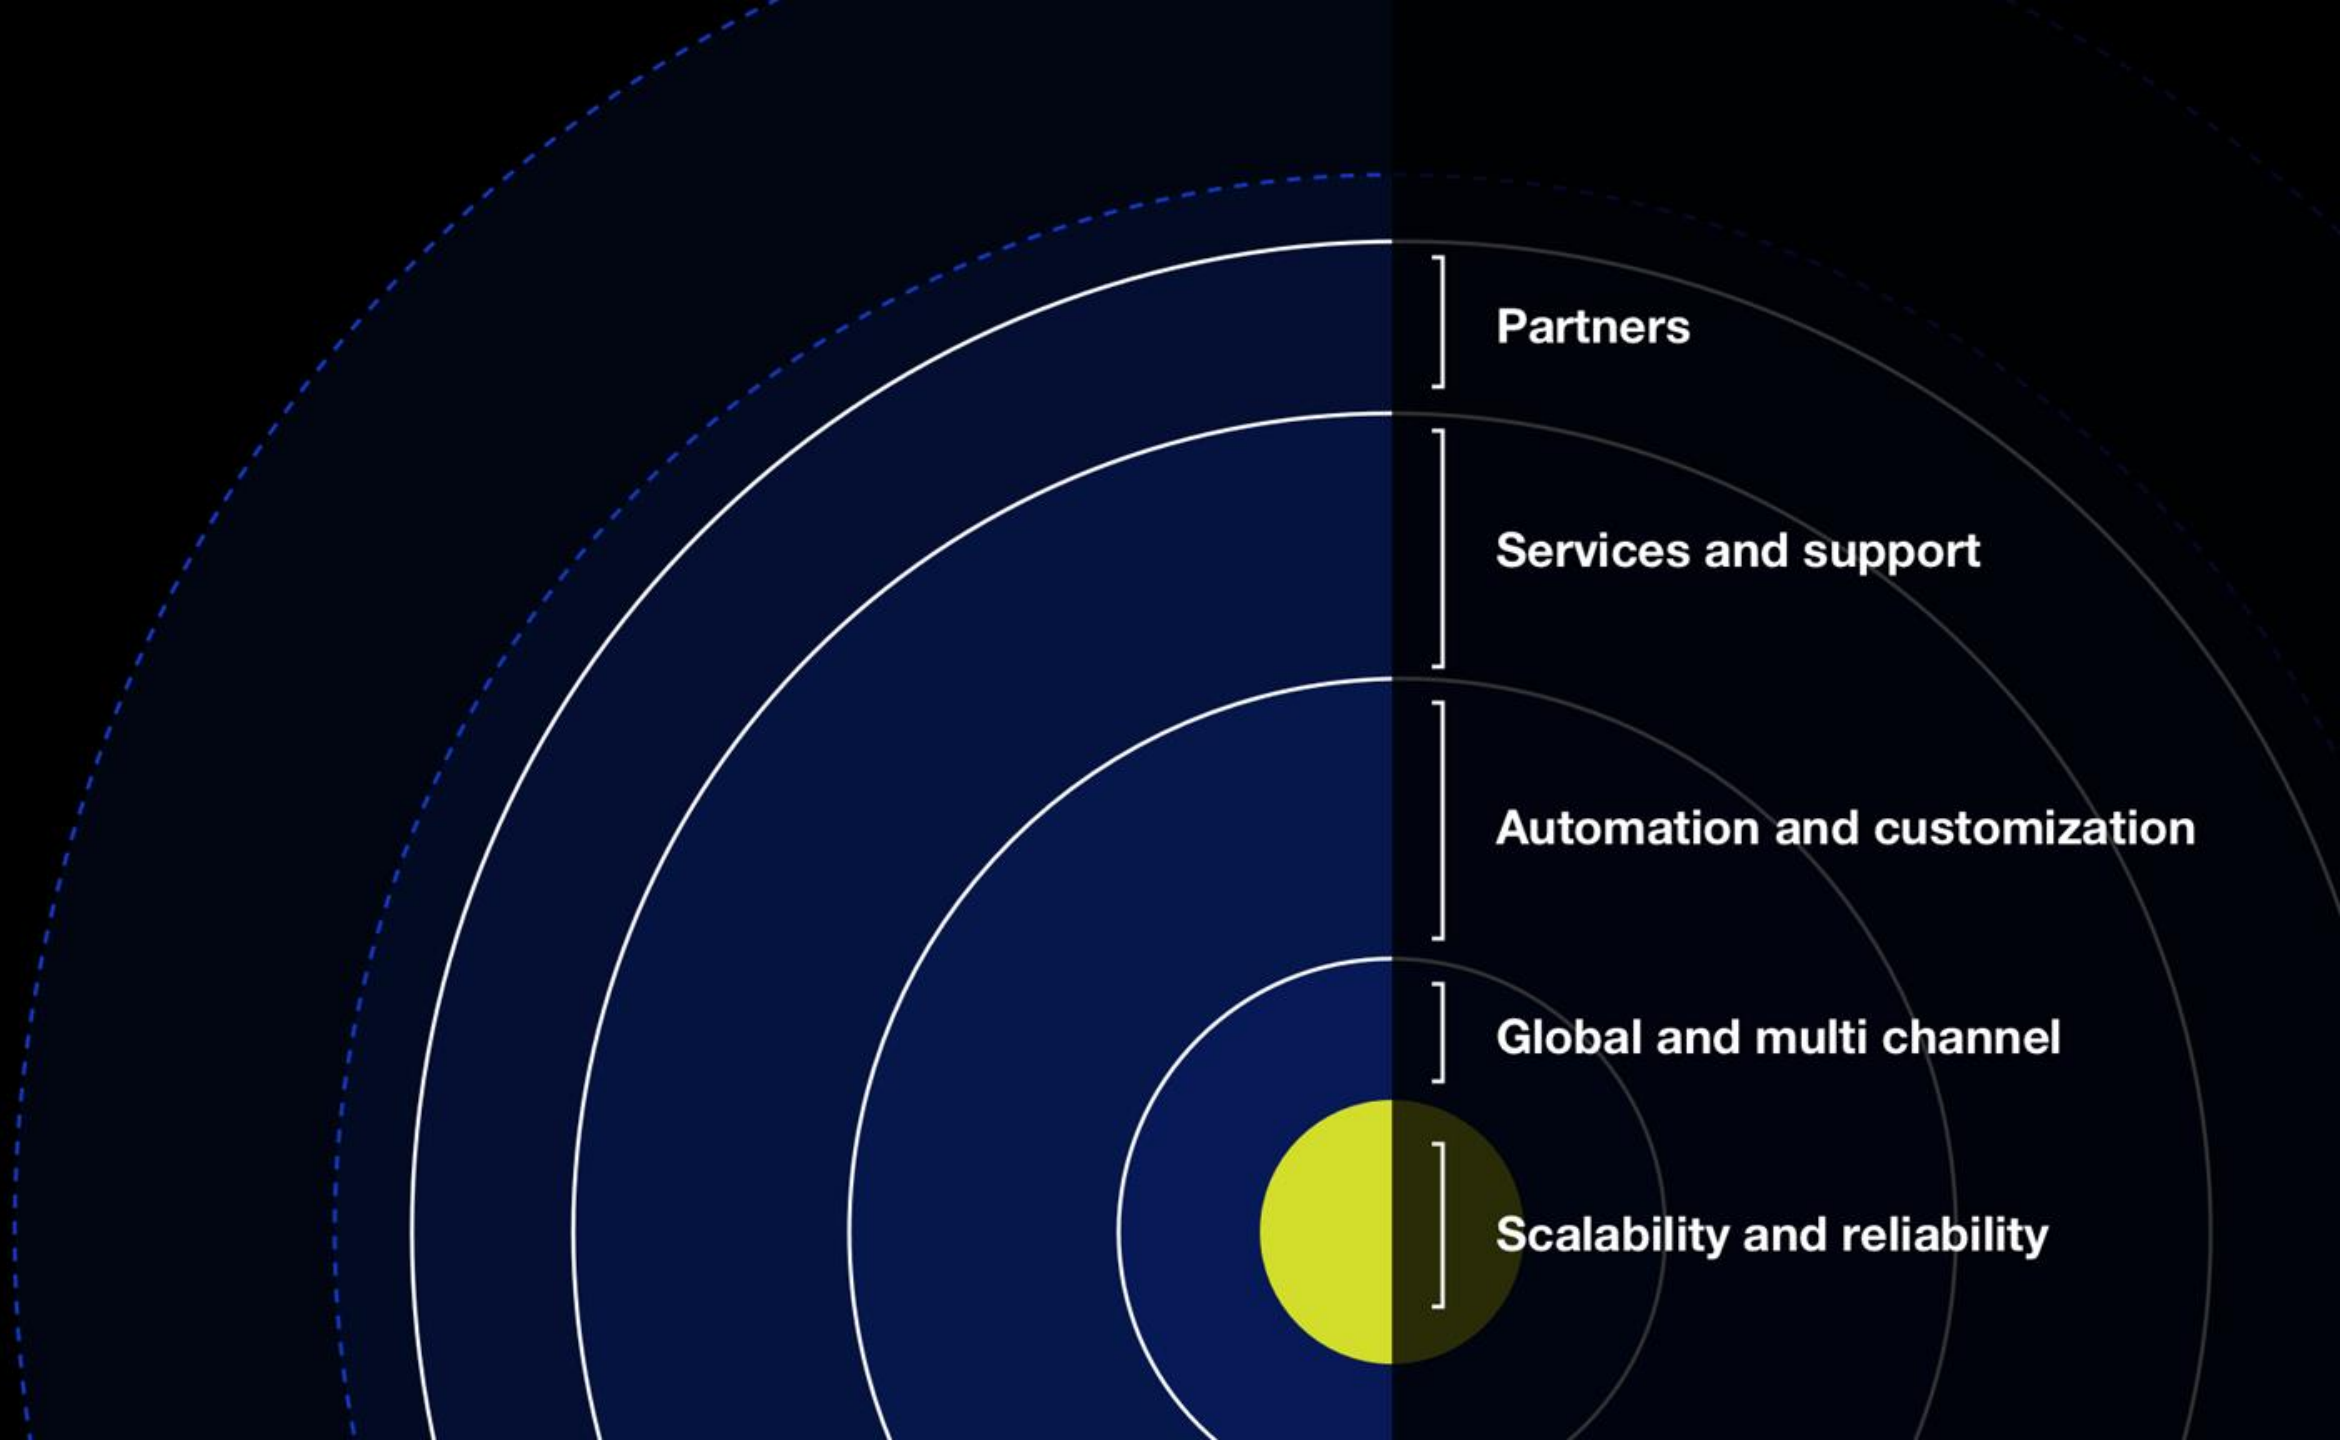 Partners
Services and support
Automation and customization
Global and multi channel
Scalability and reliability